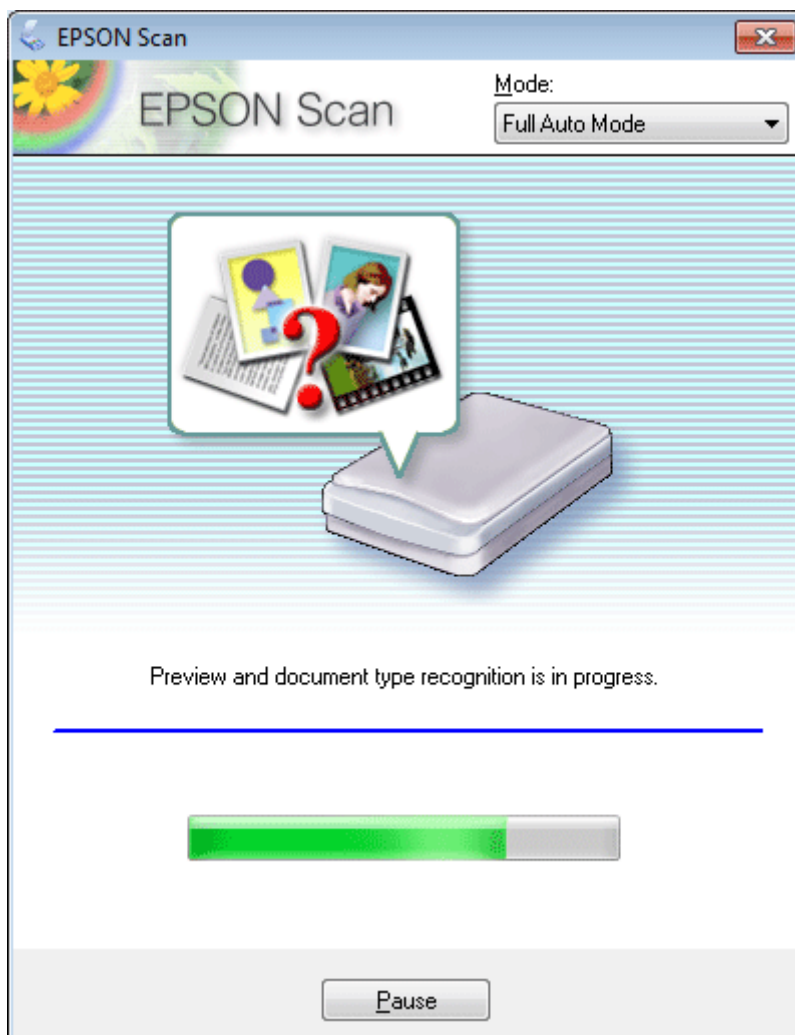 EPSON Scan
EPSON Scan
Mode:
Full Auto Mode
Preview and document type recognition is in progress.
Pause